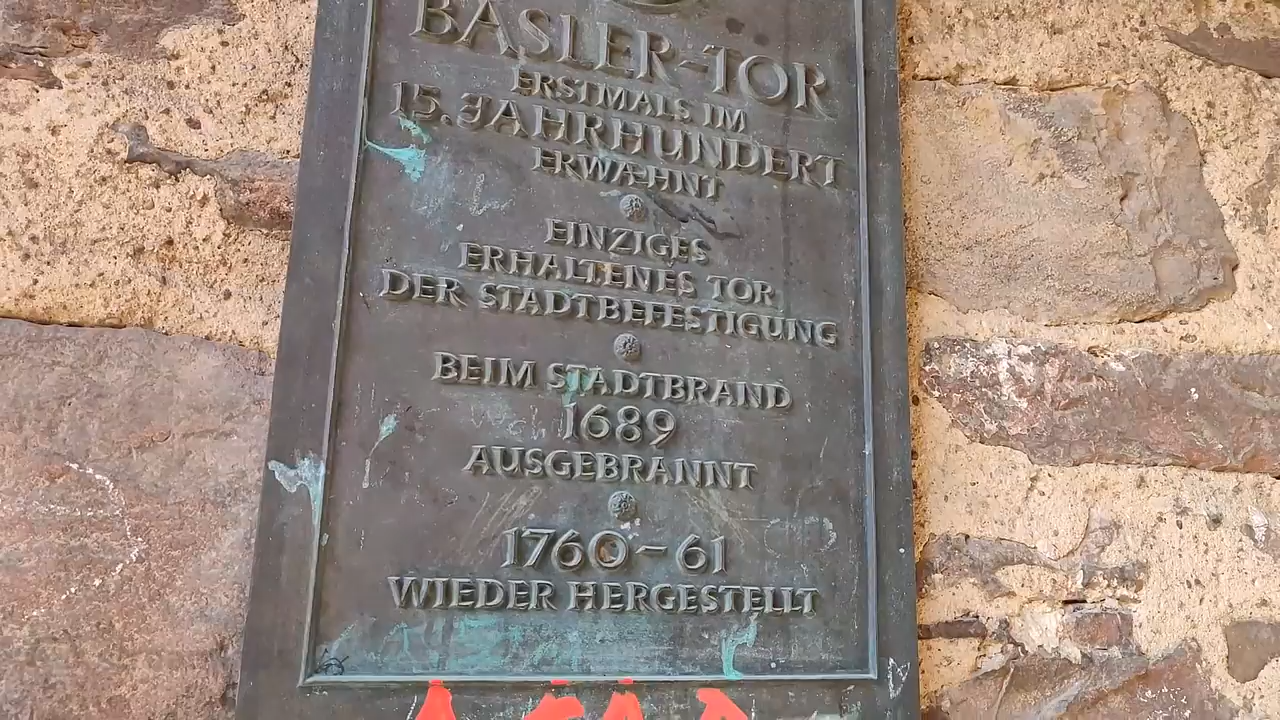 BASLER-TOR
ERSTMALS IM
15. JAHRHUNDERT
ERWÆHNT
EINZIGES
ERHALTENES TOR
DER STADTBEFESTIGUNG
BEIM STADTBRAND
1689
AUSGEBRANNT
1760-61
WIEDER HERGESTELLT